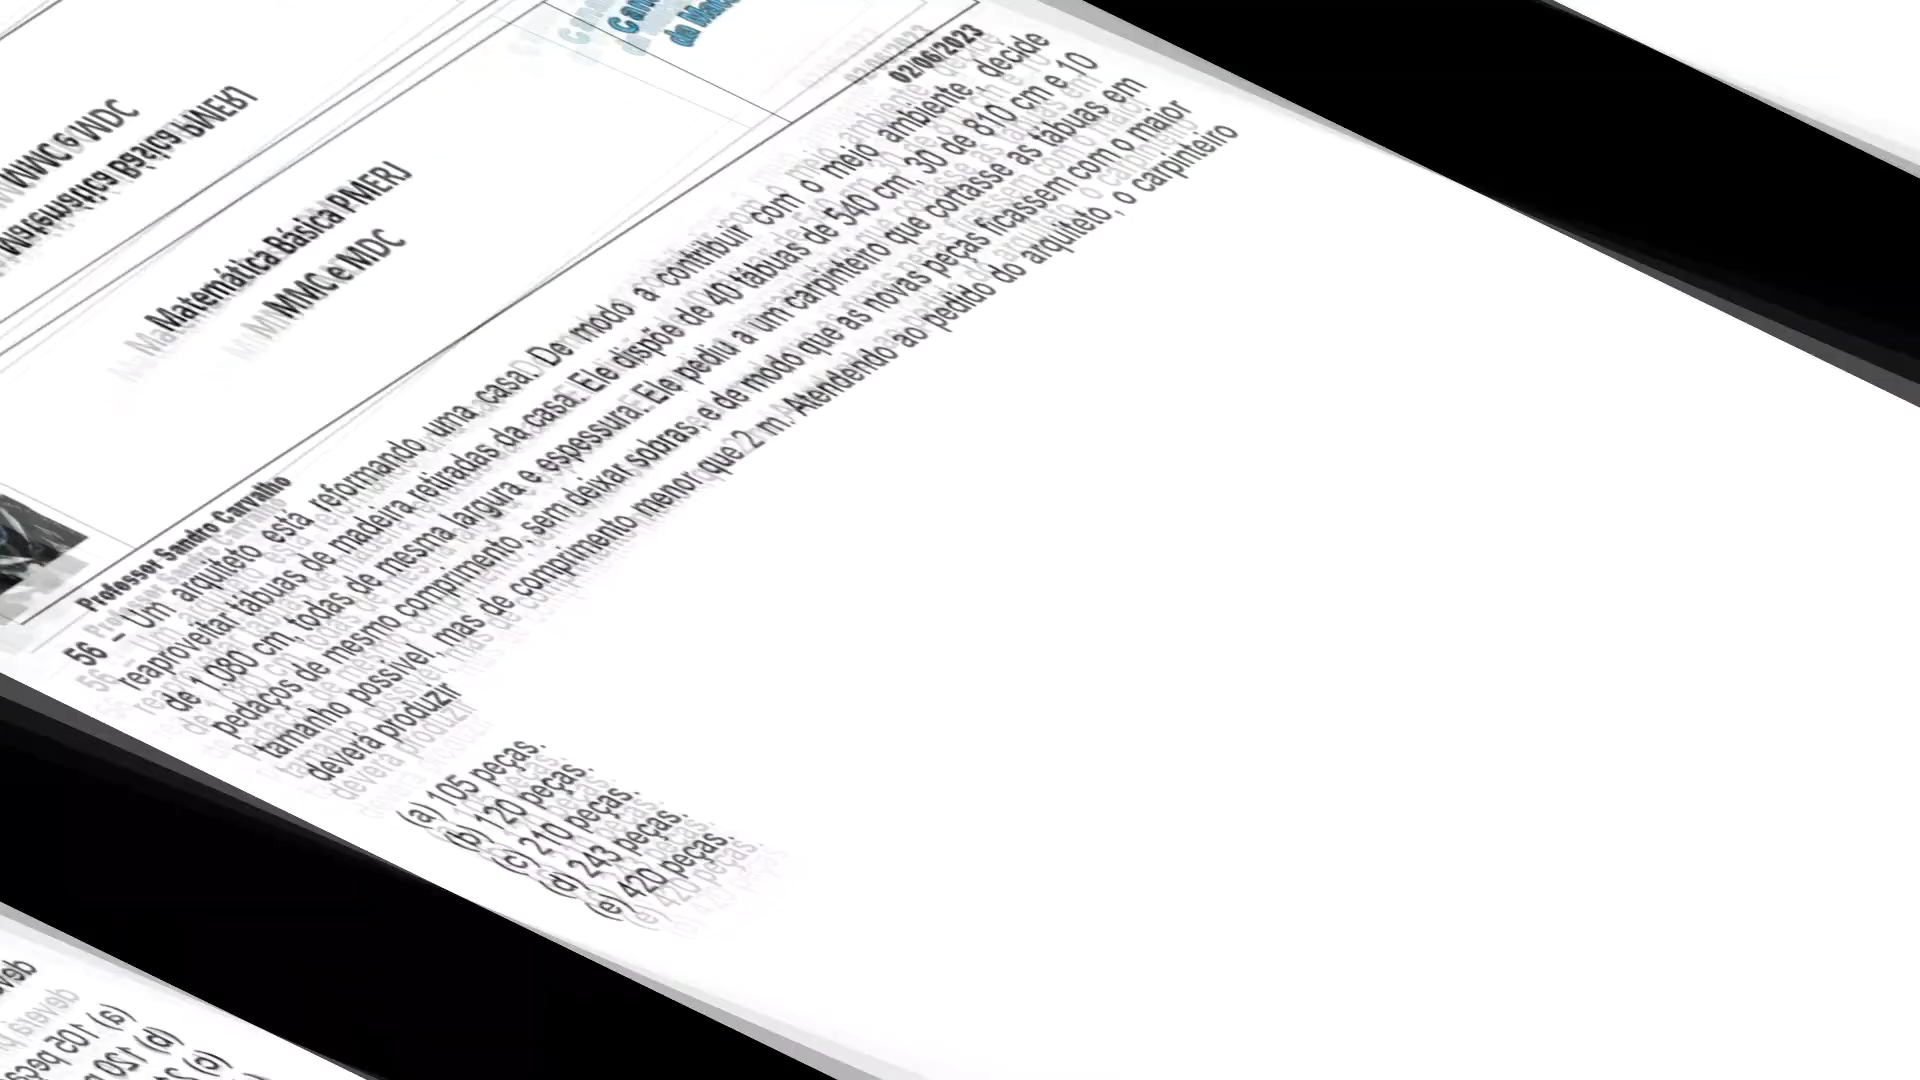 MMC e MDC
Matemática Básica PMERJ
Matemática Básica PMERJ
MMC e MDC
02/06/2023
Professor Sandro Carvalho
56 – Um arquiteto está reformando uma casa. De modo a contribuir com o meio ambiente, decide
reaproveitar tábuas de madeira retiradas da casa. Ele dispõe de 40 tábuas de 540 cm, 30 de 810 cm e 10
de 1.080 cm, todas de mesma largura e espessura. Ele pediu a um carpinteiro que cortasse as tábuas em
pedaços de mesmo comprimento, sem deixar sobras, e de modo que as novas peças ficassem com o maior
tamanho possível, mas de comprimento menor que 2 m. Atendendo ao pedido do arquiteto, o carpinteiro
deverá produzir
(a) 105 peças.
(b) 120 peças.
(c) 210 peças.
(d) 243 peças.
(e) 420 peças.